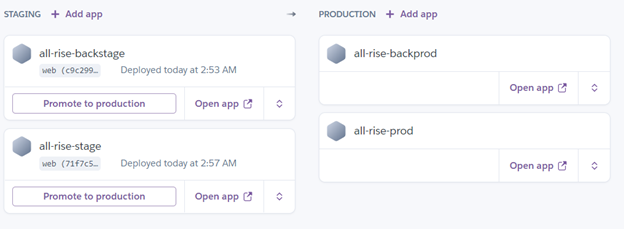 STAGING + Add app
all-rise-backstage
web (c9c299… Deployed today at 2:53 AM
Promote to production Open app
all-rise-stage
web (71f7c5… Deployed today at 2:57 AM
Promote to production Open app
PRODUCTION + Add app
all-rise-backprod
Open app
all-rise-prod
Open app